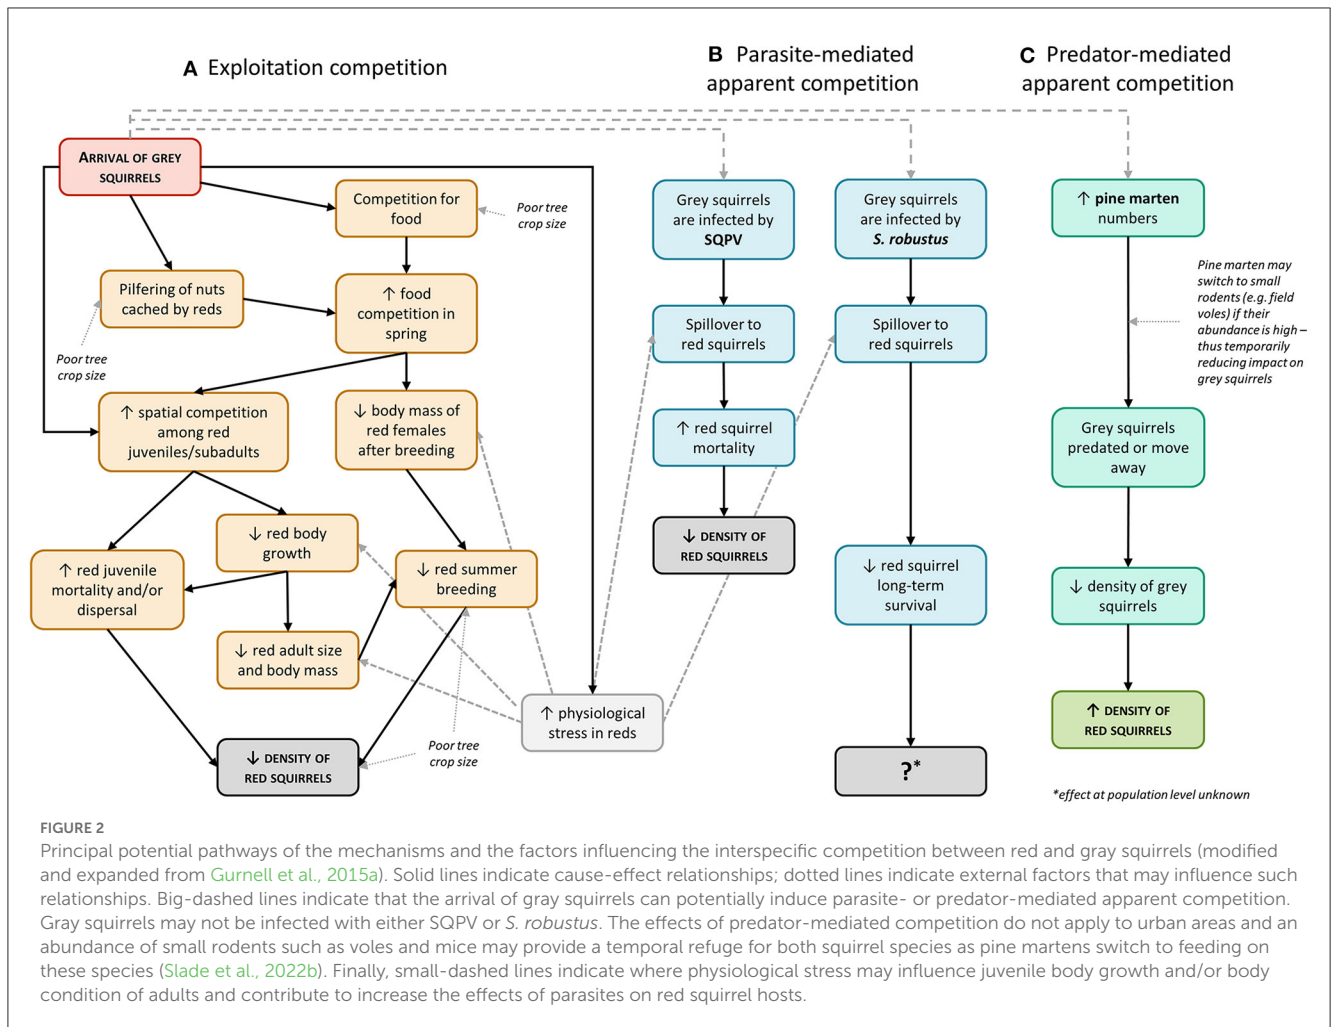 A Exploitation competition
B Parasite-mediated
apparent competition
C Predator-mediated
apparent competition
ARRIVAL OF GREY
SQUIRRELS
Competition for
food
Poor tree
crop size
Pilfering of nuts
cached by reds
Poor tree
crop size
↑ food
competition in
spring
↑ spatial competition
among red
juveniles/subadults
↓ body mass of
red females
after breeding
↓ red body
growth
↑ red juvenile
mortality and/or
dispersal
↓ red summer
breeding
↓ red adult size
and body mass
Poor tree
crop size
↓ DENSITY OF
RED SQUIRRELS
↑ physiological
stress in reds
Grey squirrels
are infected by
SQPV
Spillover to
red squirrels
↑ red squirrel
mortality
↓ DENSITY OF
RED SQUIRRELS
Grey squirrels
are infected by
S. robustus
Spillover to
red squirrels
↓ red squirrel
long-term
survival
?*
↑ pine marten
numbers
Pine marten may
switch to small
rodents (e.g. field
voles) if their
abundance is high –
thus temporarily
reducing impact on
grey squirrels
Grey squirrels
predated or move
away
↓ density of grey
squirrels
↑ DENSITY OF
RED SQUIRRELS
*effect at population level unknown
FIGURE 2
Principal potential pathways of the mechanisms and the factors influencing the interspecific competition between red and gray squirrels (modified
and expanded from Gurnell et al., 2015a). Solid lines indicate cause-effect relationships; dotted lines indicate external factors that may influence such
relationships. Big-dashed lines indicate that the arrival of gray squirrels can potentially induce parasite- or predator-mediated apparent competition.
Gray squirrels may not be infected with either SQPV or S. robustus. The effects of predator-mediated competition do not apply to urban areas and an
abundance of small rodents such as voles and mice may provide a temporal refuge for both squirrel species as pine martens switch to feeding on
these species (Slade et al., 2022b). Finally, small-dashed lines indicate where physiological stress may influence juvenile body growth and/or body
condition of adults and contribute to increase the effects of parasites on red squirrel hosts.